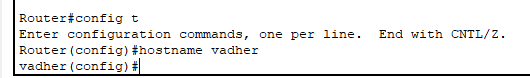 Router#config t
Enter configuration commands, one per line.  End with CNTL/Z.
Router(config)#hostname vadher
vadher(config)#